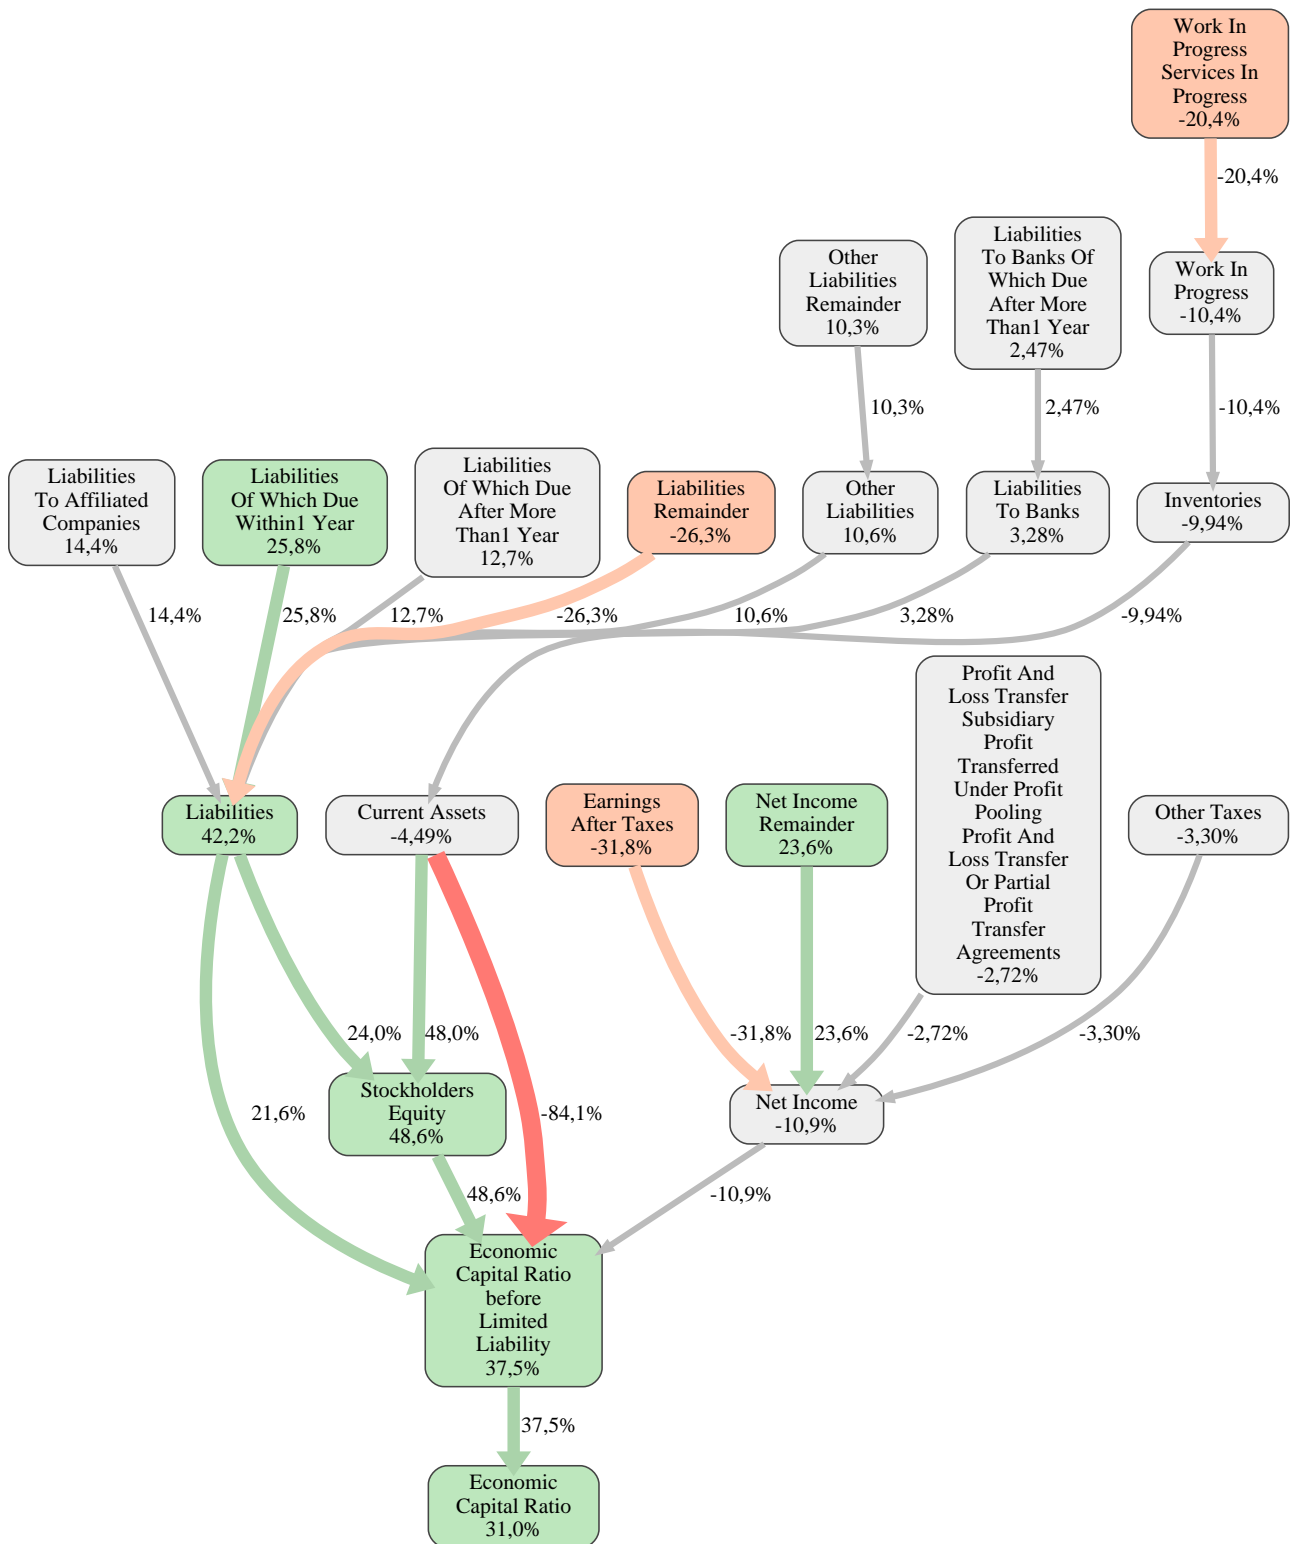 Work In
Progress
Services In
Progress
-20,4%
-20,4%
Other
Liabilities
Remainder
10,3%
Liabilities
To Banks Of
Which Due
After More
Than1 Year
2,47%
Work In
Progress
-10,4%
10,3%
2,47%
-10,4%
Liabilities
To Affiliated
Companies
14,4%
Liabilities
Of Which Due
Within1 Year
25,8%
Liabilities
Of Which Due
After More
Than1 Year
12,7%
Liabilities
Remainder
-26,3%
Other
Liabilities
10,6%
Liabilities
To Banks
3,28%
Inventories
-9,94%
14,4%
25,8%
12,7%
-26,3%
10,6%
3,28%
-9,94%
Profit And
Loss Transfer
Subsidiary
Profit
Transferred
Under Profit
Pooling
Profit And
Loss Transfer
Or Partial
Profit
Transfer
Agreements
-2,72%
Liabilities
42,2%
Current Assets
-4,49%
Earnings
After Taxes
-31,8%
Net Income
Remainder
23,6%
Other Taxes
-3,30%
24,0%
48,0%
-31,8%
23,6%
-2,72%
-3,30%
Stockholders
Equity
48,6%
Net Income
-10,9%
21,6%
-84,1%
48,6%
-10,9%
Economic
Capital Ratio
before
Limited
Liability
37,5%
37,5%
Economic
Capital Ratio
31,0%